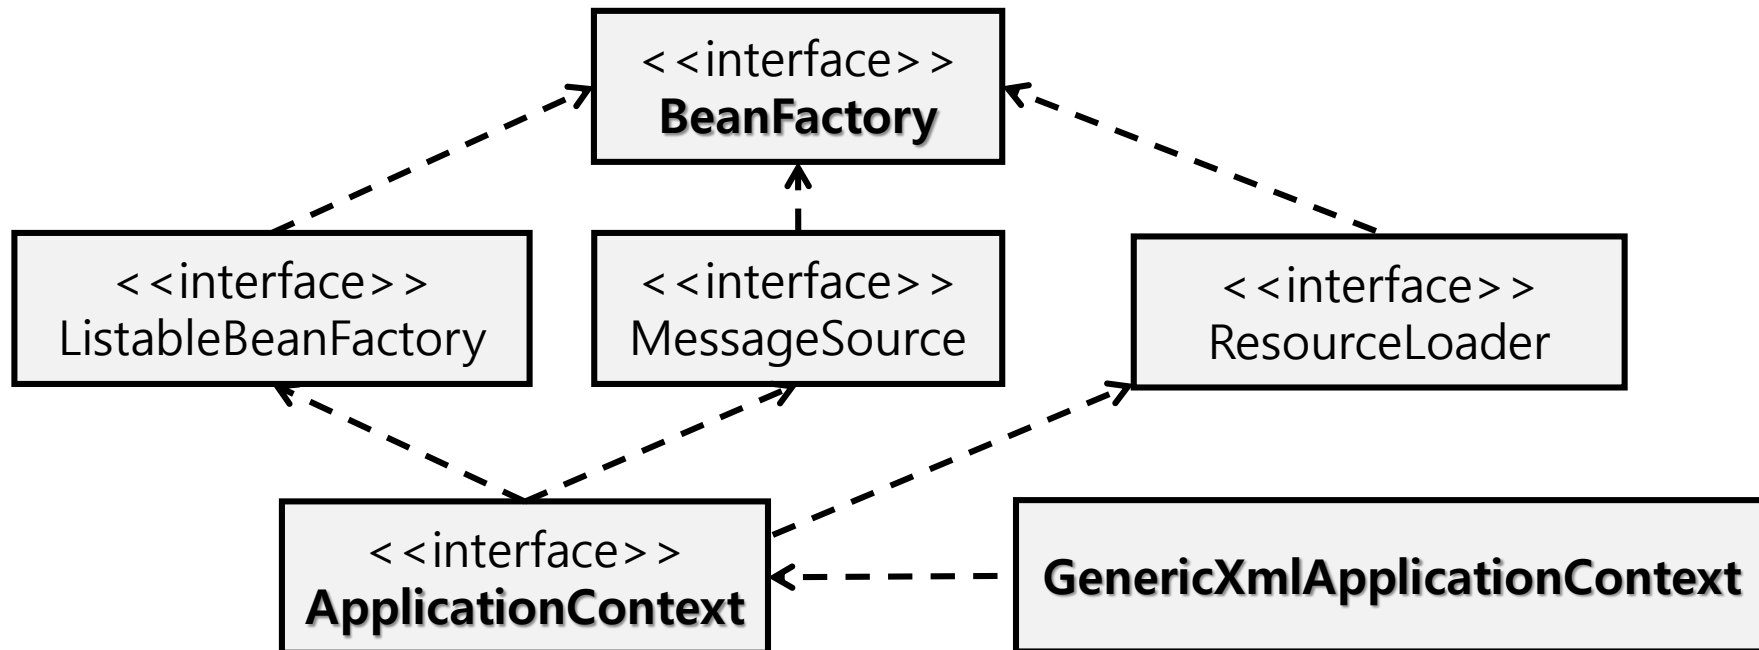 <<interface>>
BeanFactory
<<interface>>
ListableBeanFactory
<<interface>>
MessageSource
<<interface>>
ResourceLoader
<<interface>>
ApplicationContext
GenericXmlApplicationContext